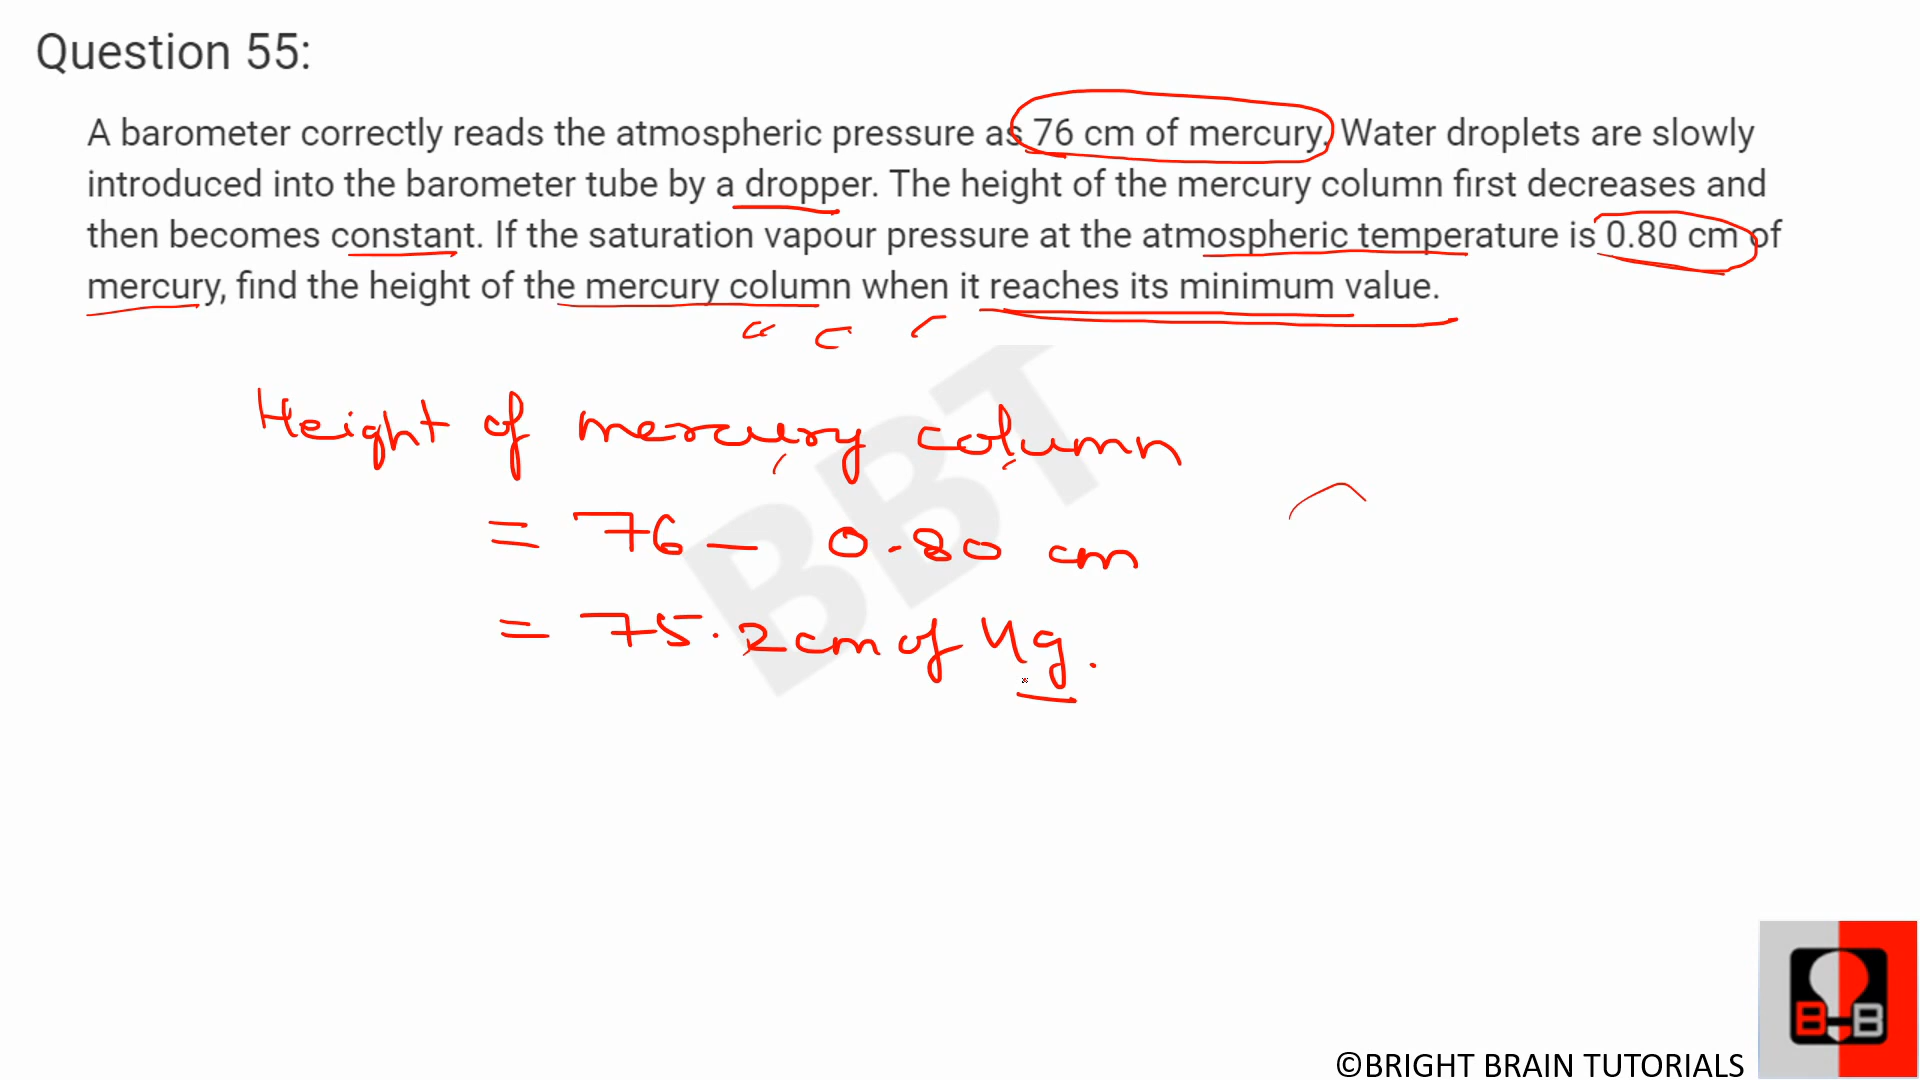 Question 55:
A barometer correctly reads the atmospheric pressure as 76 cm of mercury. Water droplets are slowly
introduced into the barometer tube by a dropper. The height of the mercury column first decreases and
then becomes constant. If the saturation vapour pressure at the atmospheric temperature is 0.80 cm of
mercury, find the height of the mercury column when it reaches its minimum value.
Height of mercury column
= 76 - 0.80 cm
= 75.2 cm of Hg.
BBT
B B
©BRIGHT BRAIN TUTORIALS